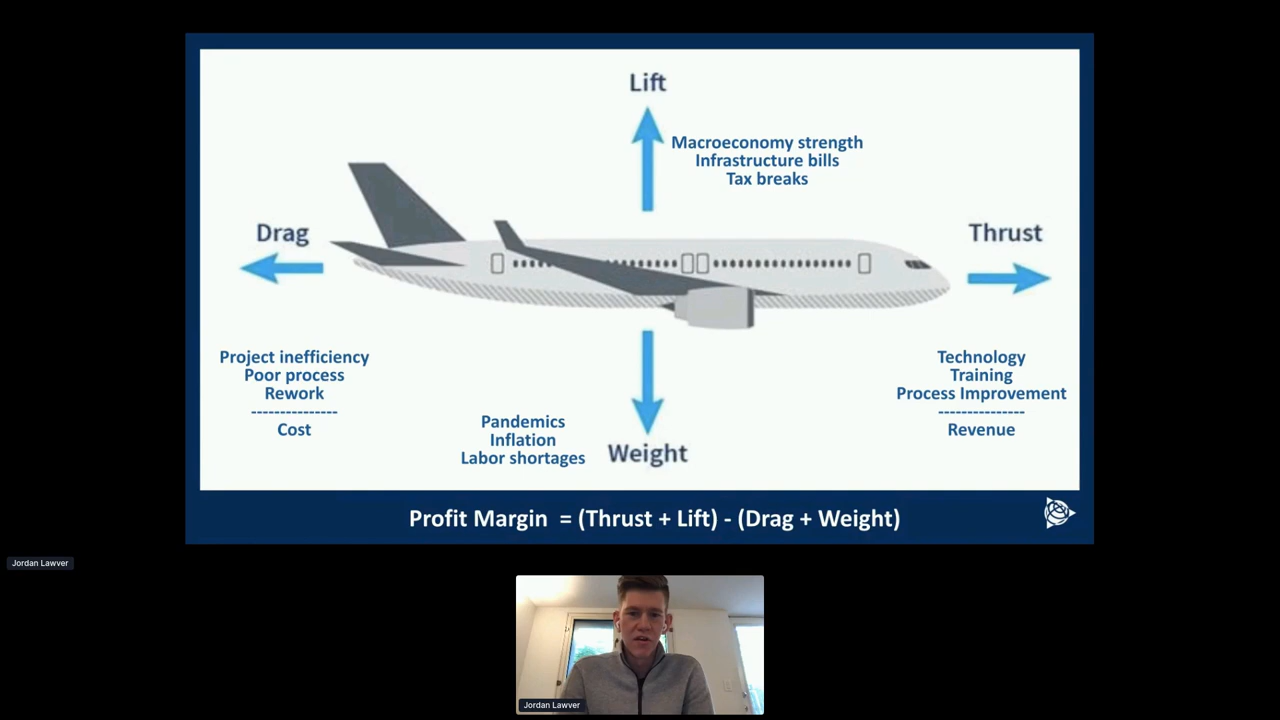 Lift
Macroeconomy strength
Infrastructure bills
Tax breaks
Drag
Thrust
Project inefficiency
Poor process
Rework
---------------
Cost
Technology
Training
Process Improvement
---------------
Revenue
Pandemics
Inflation
Labor shortages
Weight
Profit Margin = (Thrust + Lift) - (Drag + Weight)
Jordan Lawver
Jordan Lawver